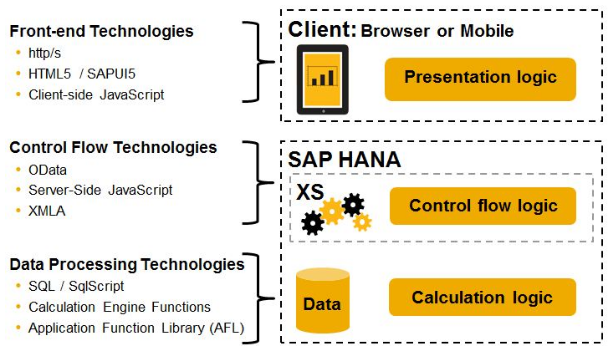 Front-end Technologies
http/s
HTML5 / SAPUI5
Client-side JavaScript
Client: Browser or Mobile
Presentation logic
Control Flow Technologies
OData
Server-Side JavaScript
XMLA
SAP HANA
XS
Control flow logic
Data Processing Technologies
SQL / SqlScript
Calculation Engine Functions
Application Function Library (AFL)
Data
Calculation logic